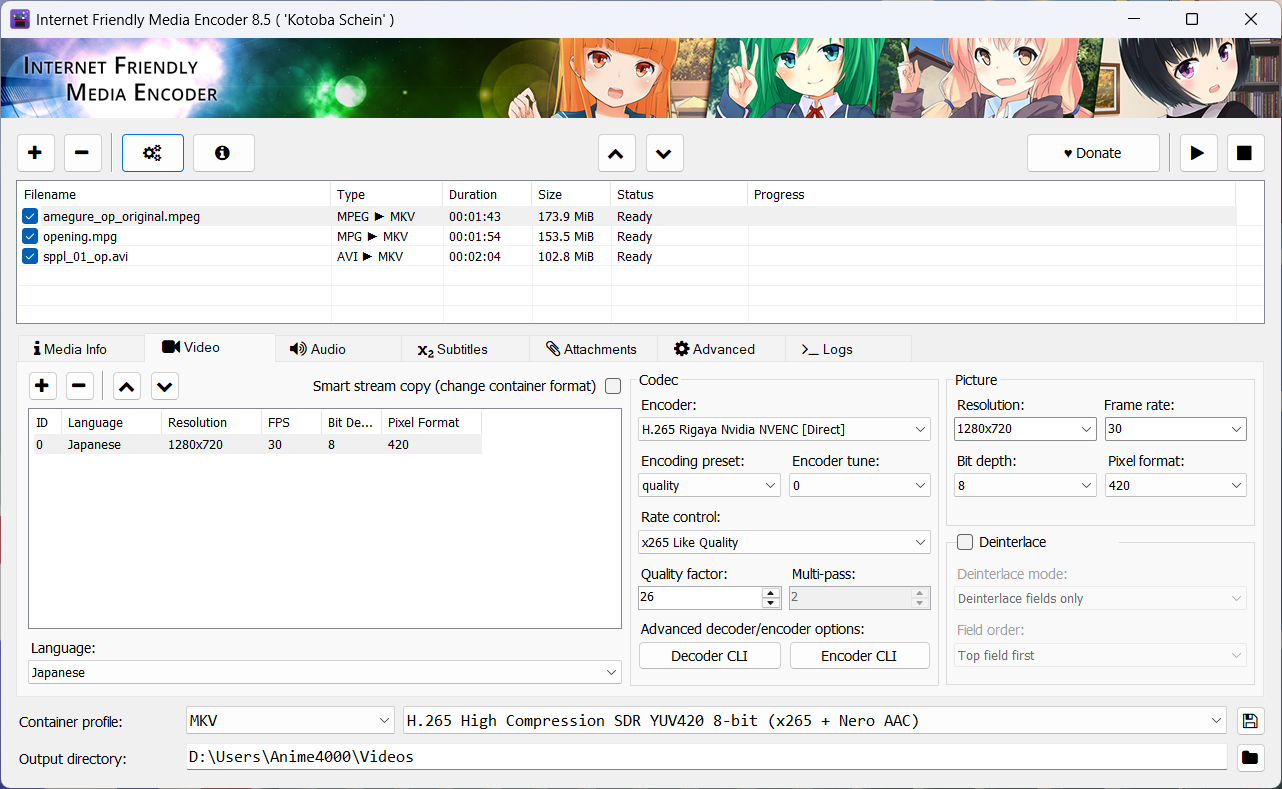 Internet Friendly Media Encoder 8.5 ( 'Kotoba Schein' )
INTERNET FRIENDLY
MEDIA ENCODER
♥ Donate
Filename Type Duration Size Status Progress
amegure_op_original.mpeg MPEG ► MKV 00:01:43 173.9 MiB Ready
opening.mpg MPG ► MKV 00:01:54 153.5 MiB Ready
sppl_01_op.avi AVI ► MKV 00:02:04 102.8 MiB Ready
Media Info Video Audio Subtitles Attachments Advanced Logs
Smart stream copy (change container format)
ID Language Resolution FPS Bit De... Pixel Format
0 Japanese 1280x720 30 8 420
Language:
Japanese
Codec
Encoder:
H.265 Rigaya Nvidia NVENC [Direct]
Encoding preset: Encoder tune:
quality 0
Rate control:
x265 Like Quality
Quality factor: Multi-pass:
26 2
Advanced decoder/encoder options:
Decoder CLI Encoder CLI
Picture
Resolution: Frame rate:
1280x720 30
Bit depth: Pixel format:
8 420
Deinterlace
Deinterlace mode:
Deinterlace fields only
Field order:
Top field first
Container profile: MKV H.265 High Compression SDR YUV420 8-bit (x265 + Nero AAC)
Output directory: D:\Users\Anime4000\Videos